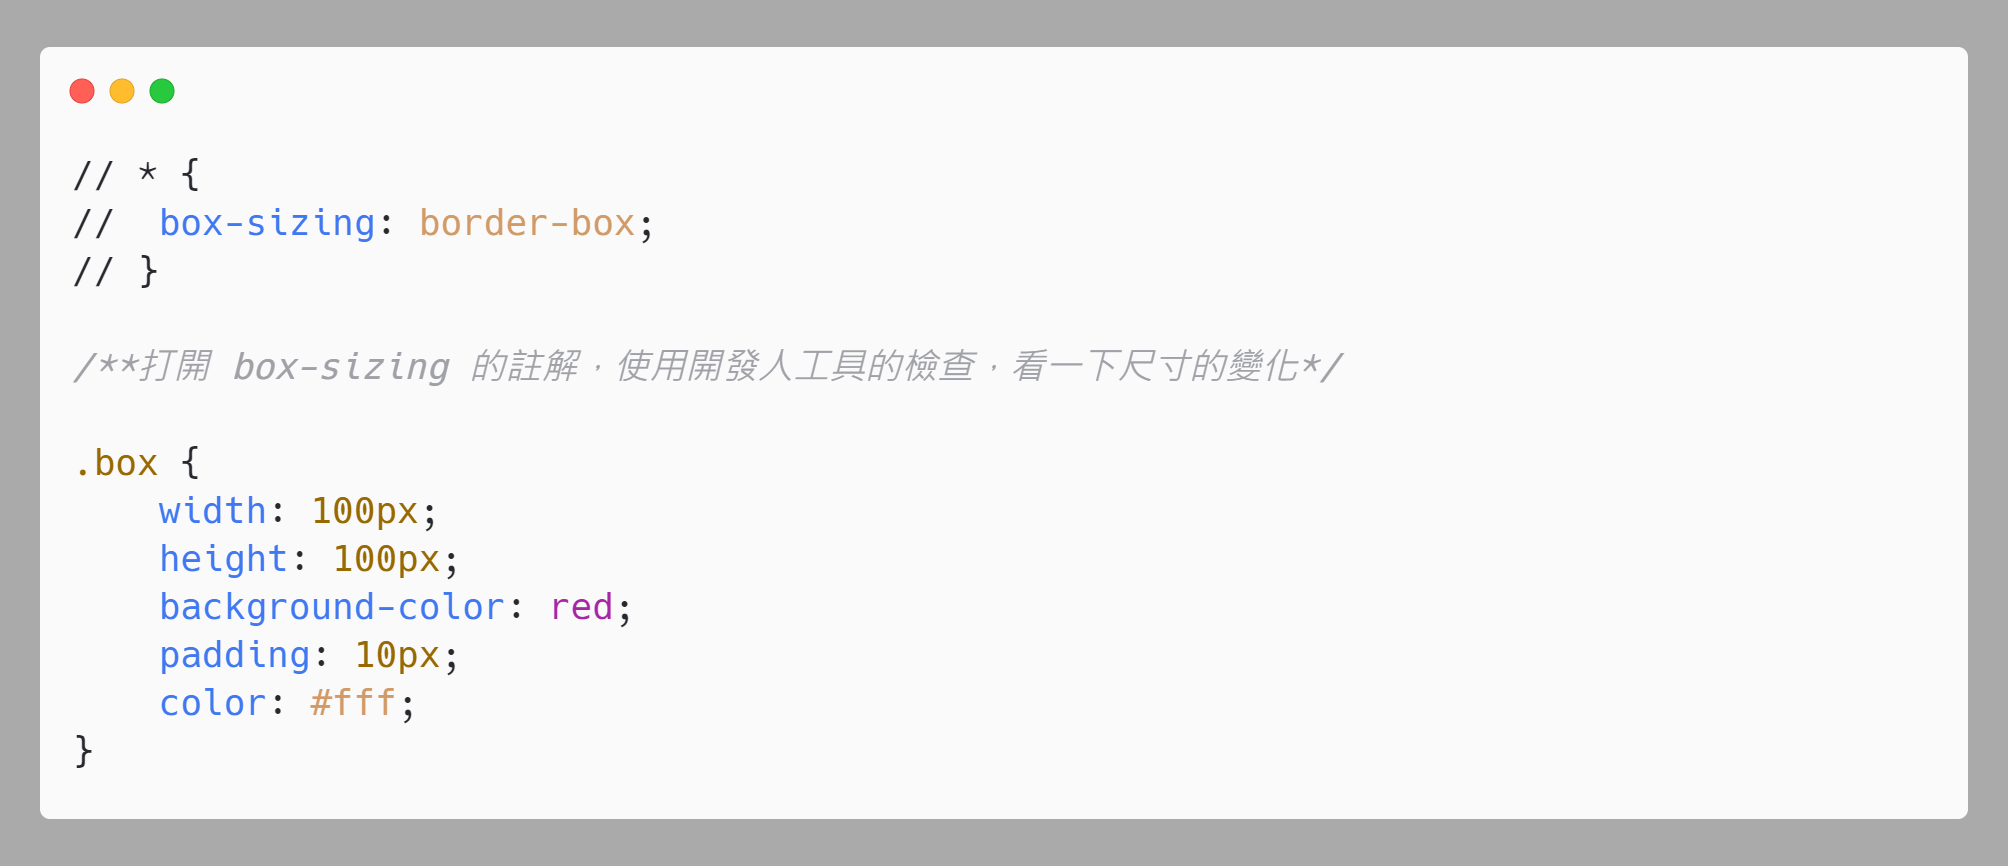 // * {
//  box-sizing: border-box;
// }
/**打開 box-sizing 的註解，使用開發人工具的檢查，看一下尺寸的變化*/
.box {
    width: 100px;
    height: 100px;
    background-color: red;
    padding: 10px;
    color: #fff;
}